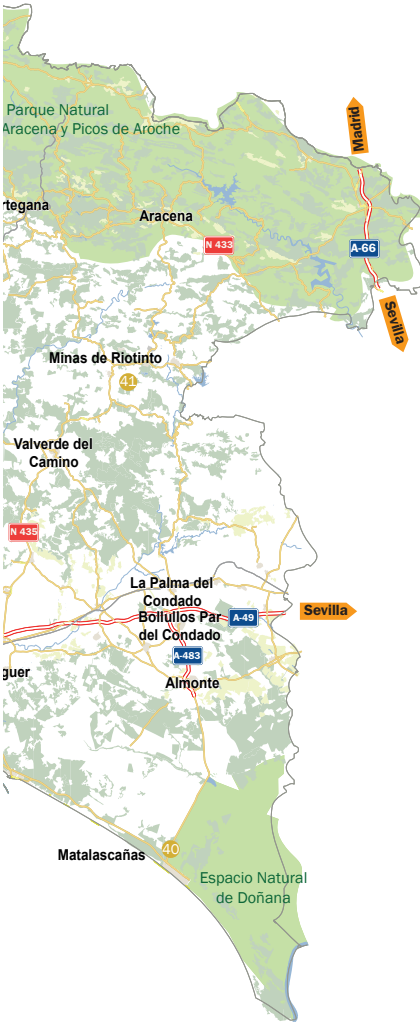 Parque Natural
Aracena y Picos de Aroche
Madrid
rtegana
Aracena
N 433
A-66
Sevilla
Minas de Riotinto
41
Valverde del
Camino
N 435
La Palma del
Condado
Bollullos Par
del Condado
A-49
Sevilla
A-483
guer
Almonte
Matalascañas
40
Espacio Natural
de Doñana